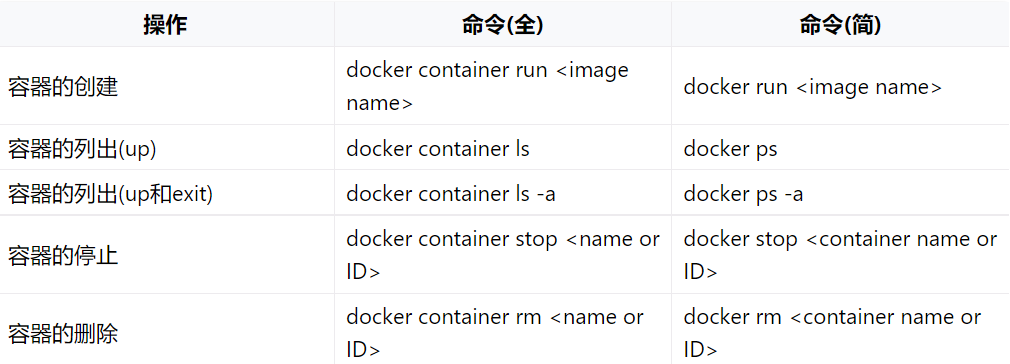 操作 命令(全) 命令(简)
容器的创建 docker container run <image name> docker run <image name>
容器的列出(up) docker container ls docker ps
容器的列出(up和exit) docker container ls -a docker ps -a
容器的停止 docker container stop <name or ID> docker stop <container name or ID>
容器的删除 docker container rm <name or ID> docker rm <container name or ID>